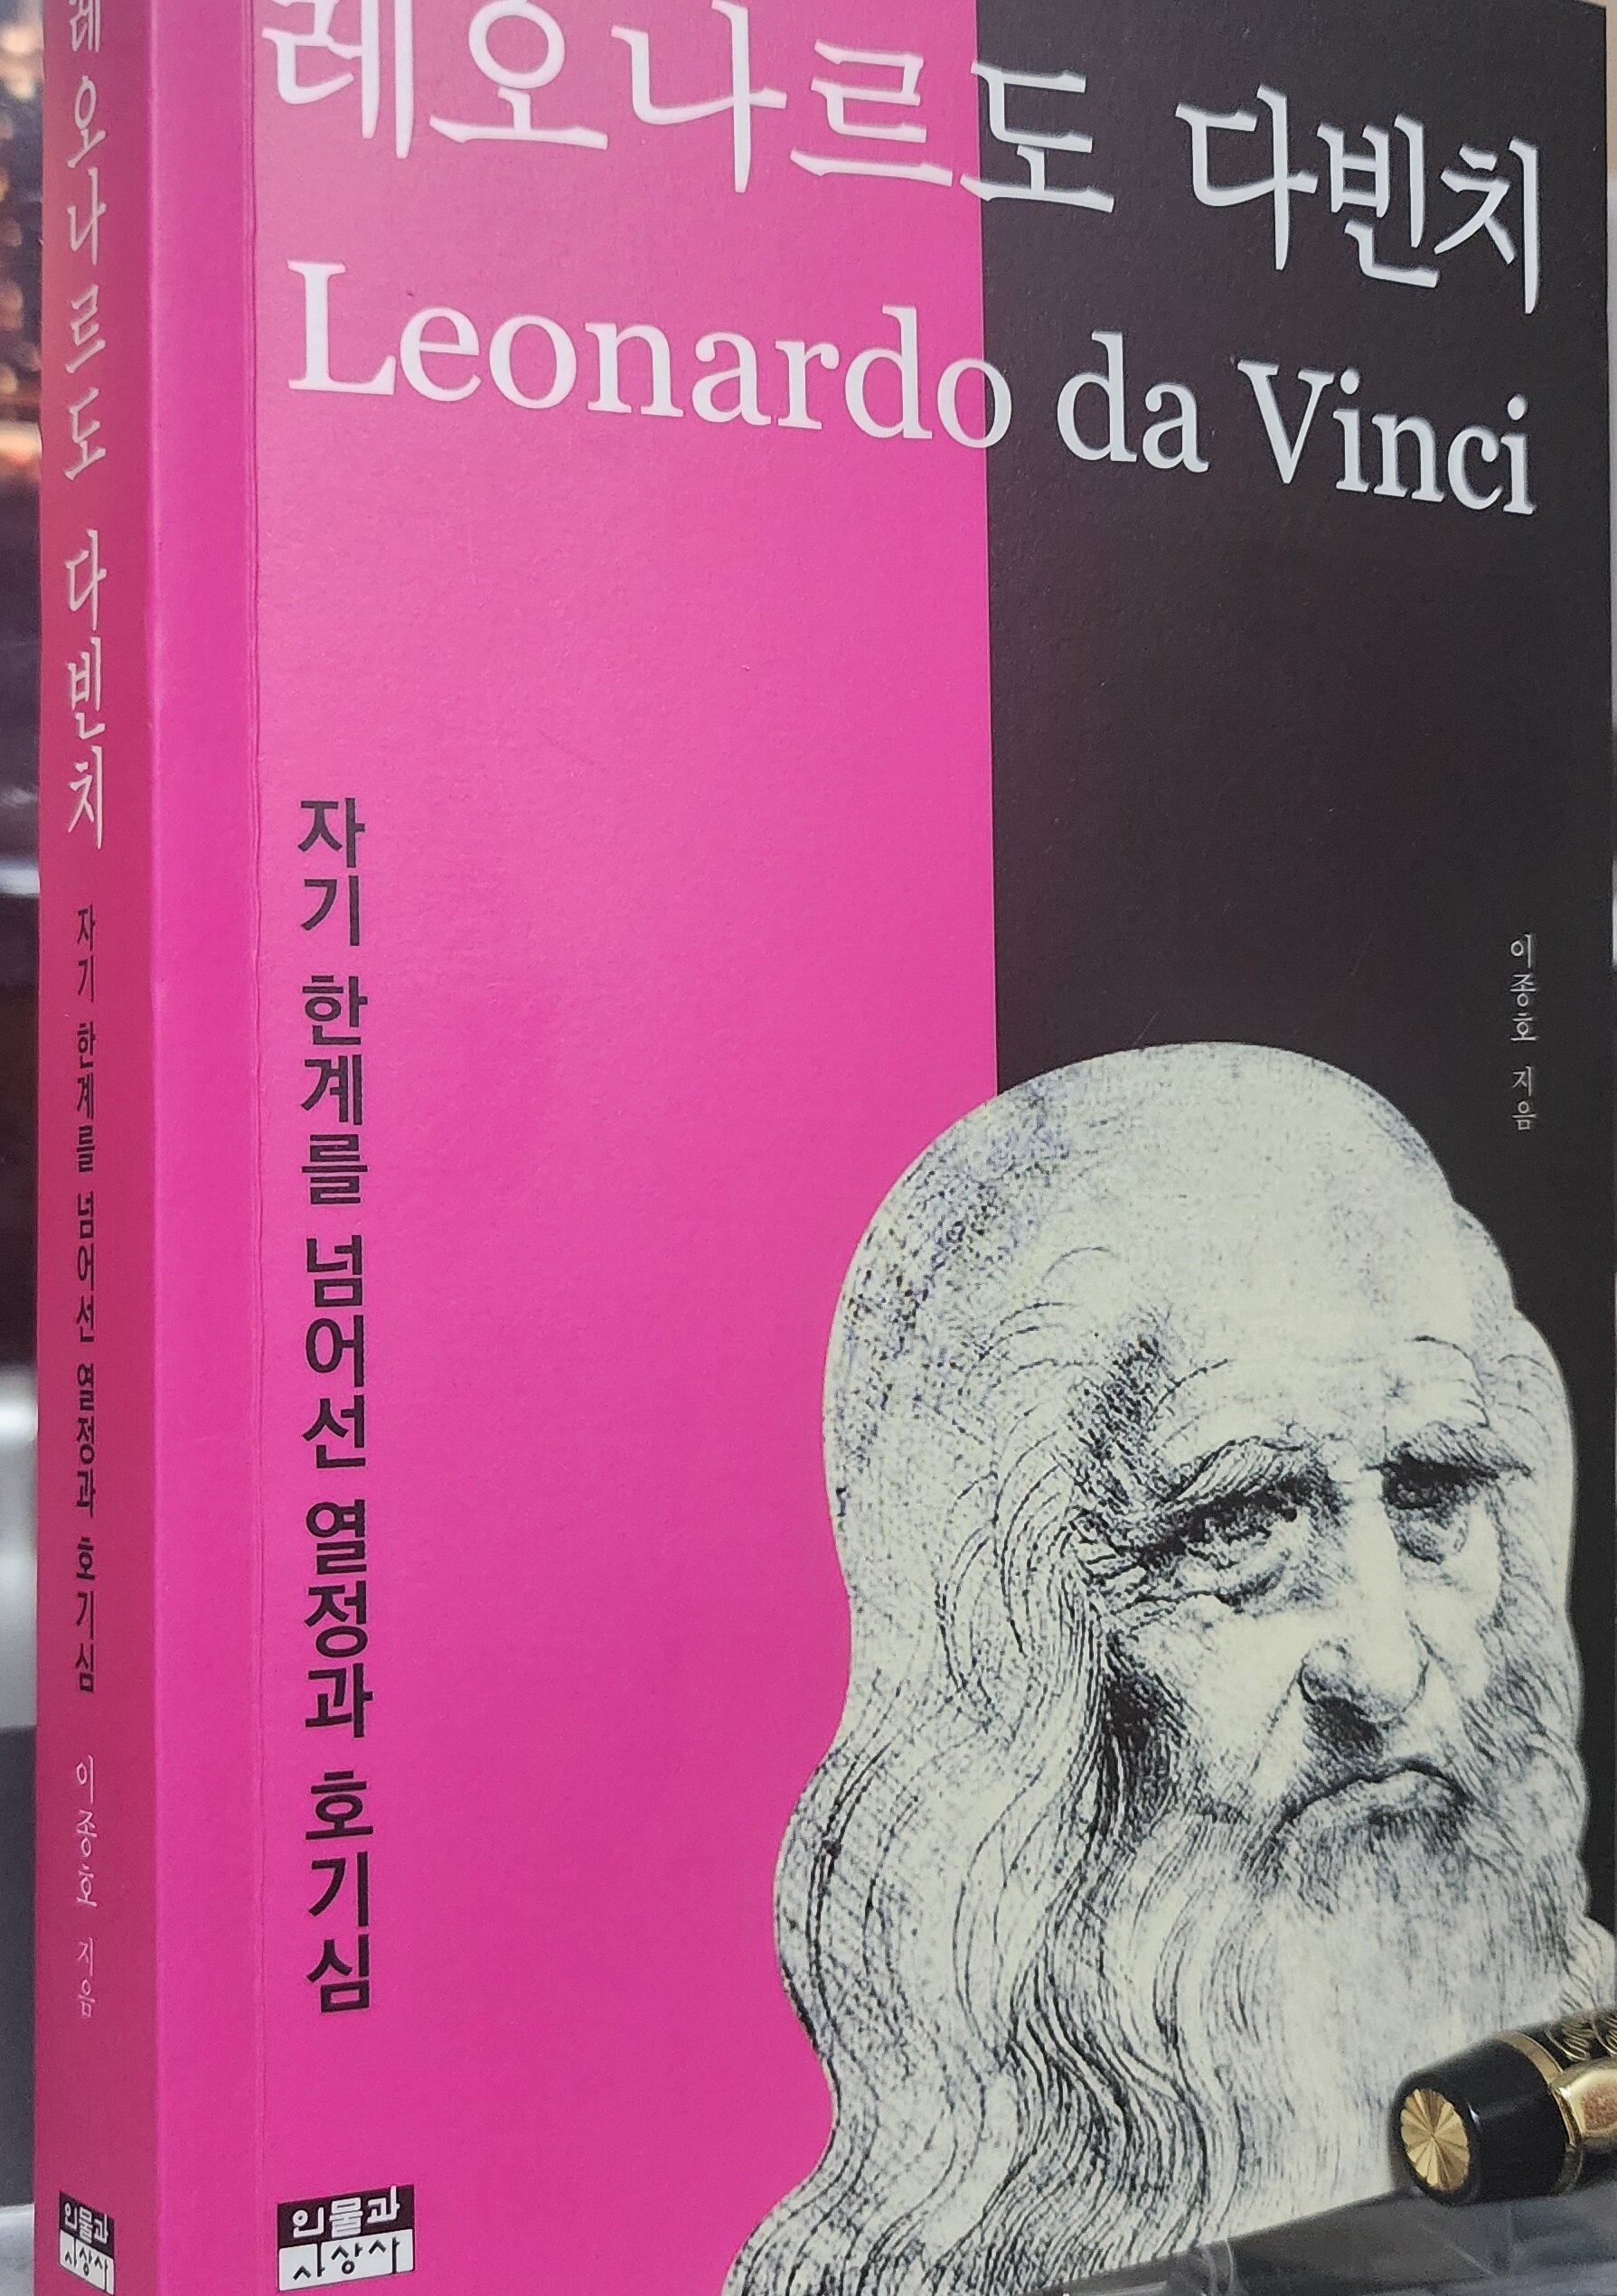 레오나르도 다빈치
Leonardo da Vinci
자기 한계를 넘어선 열정과 호기심
이종호 지음
인물과
사상사
레오나르도 다빈치 자기 한계를 넘어선 열정과 호기심 이종호 지음
인물과
사상사